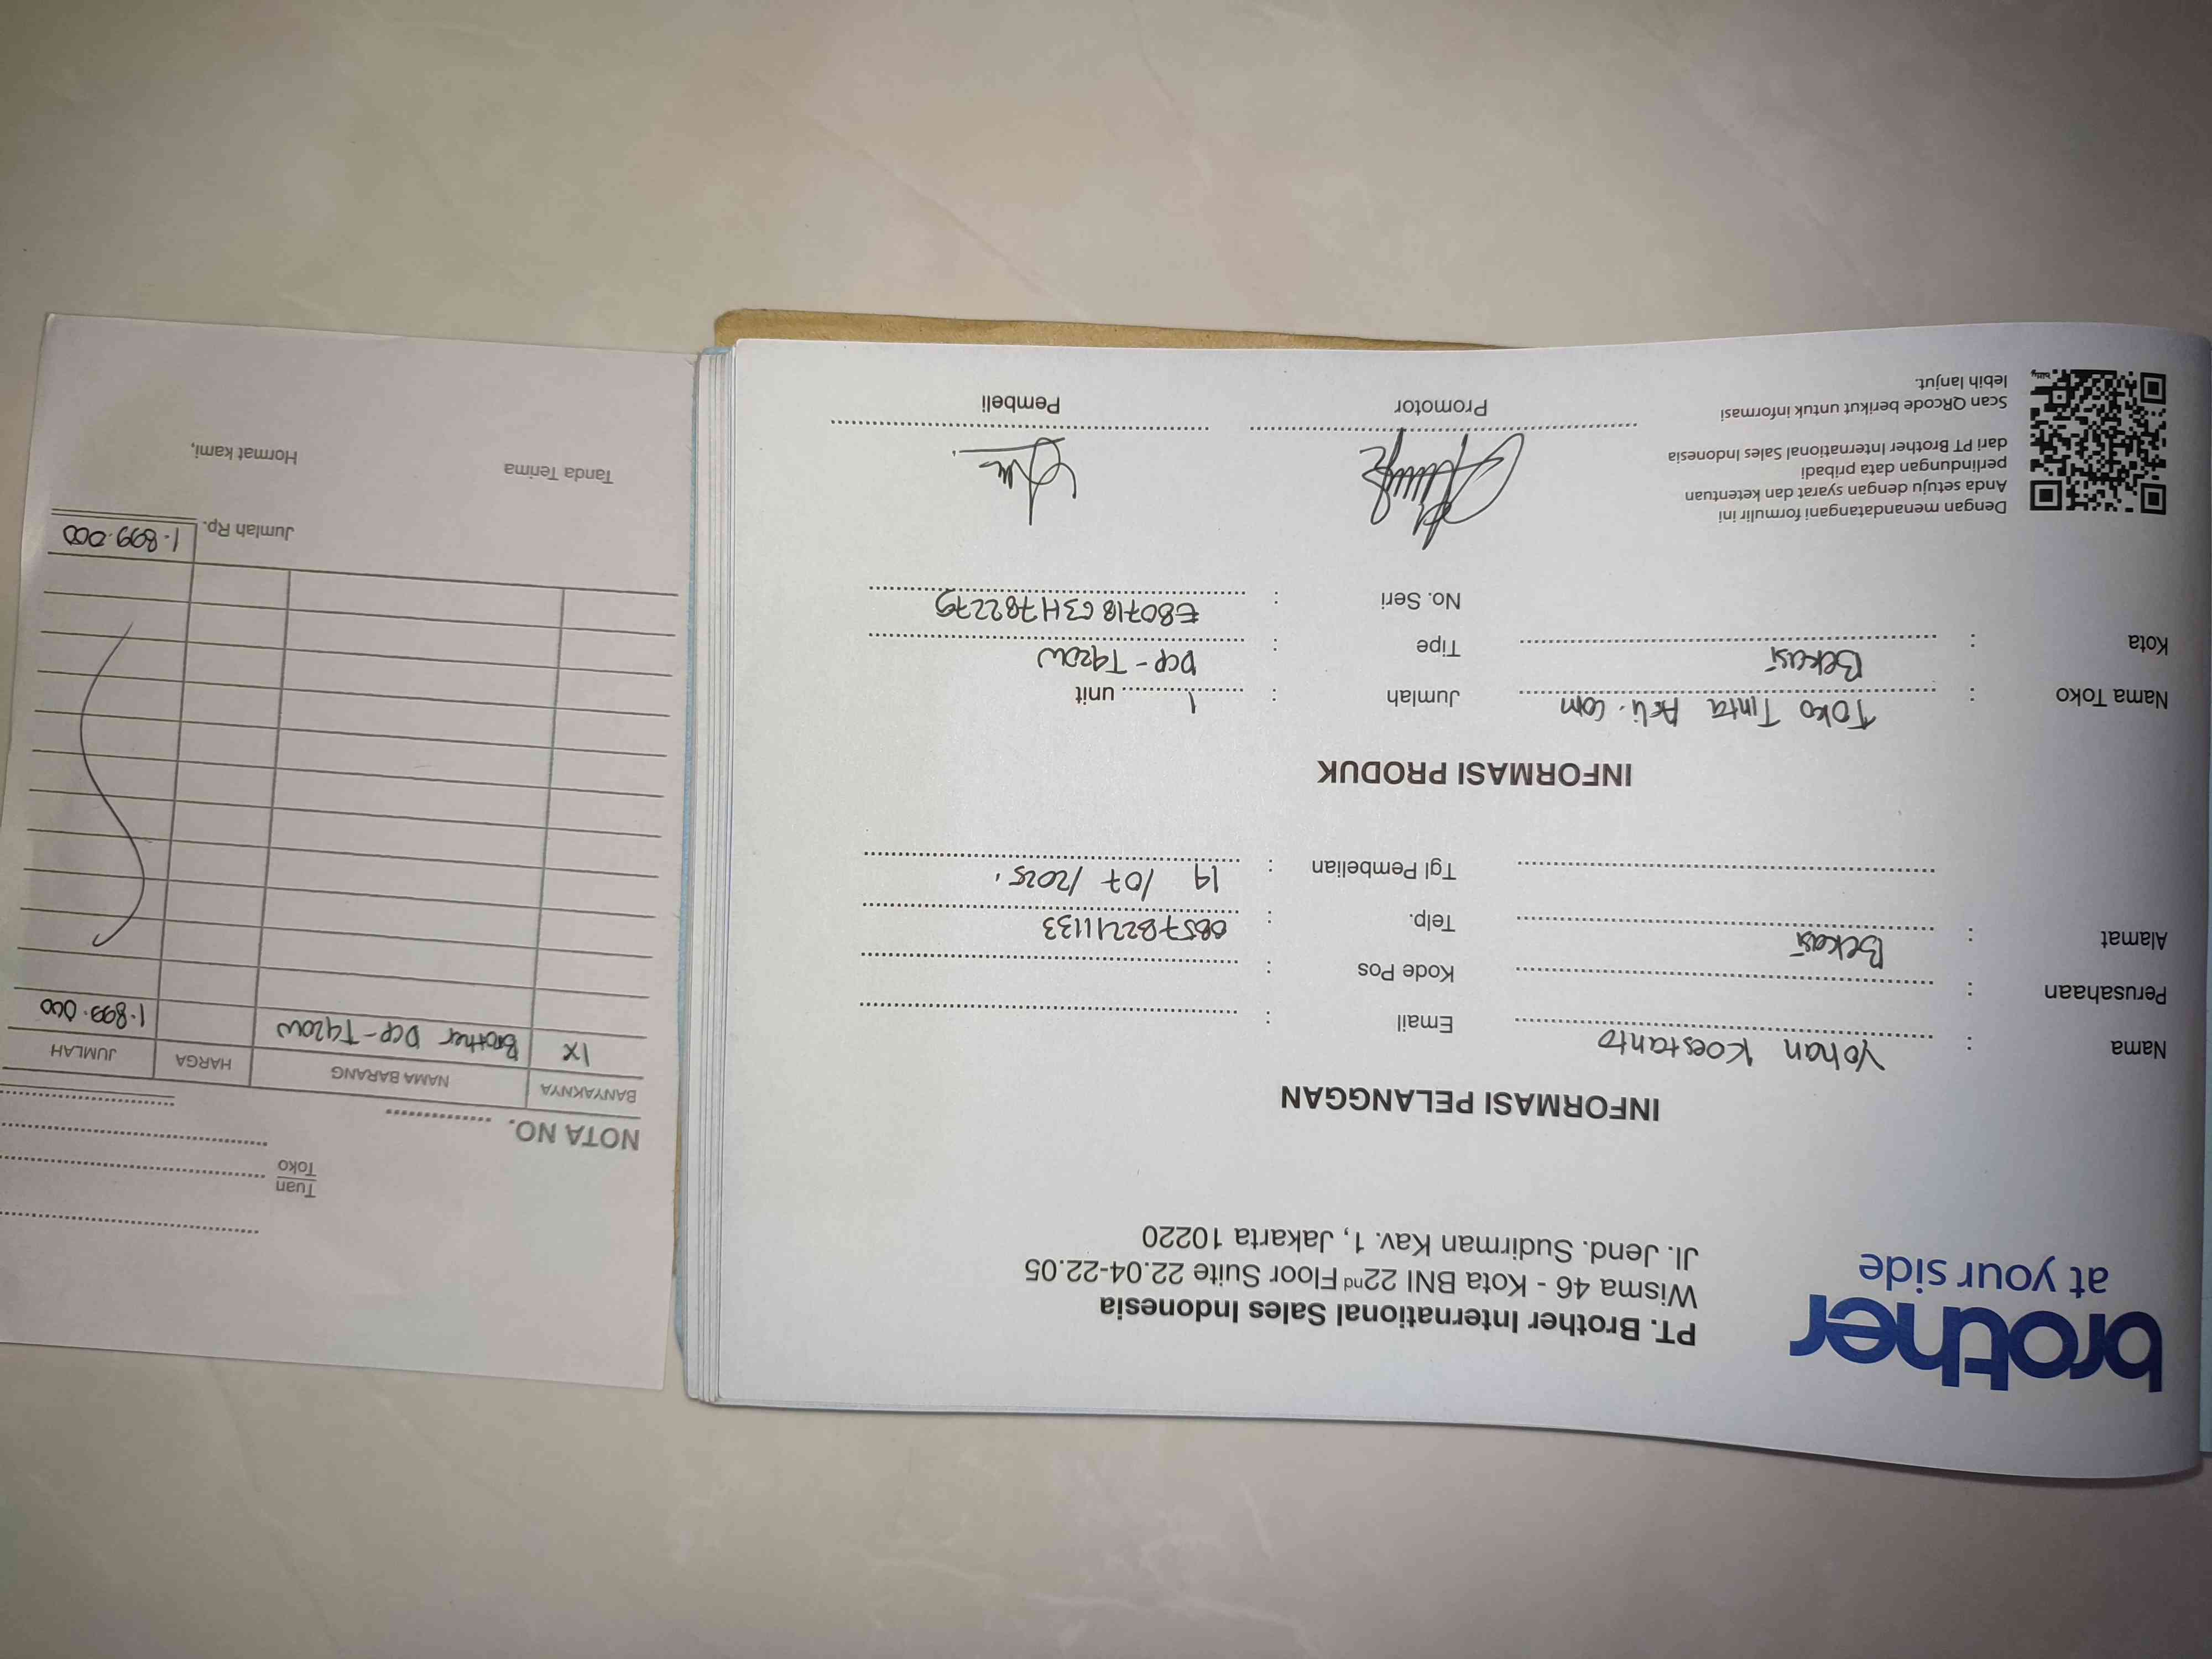 brother
at your side
PT. Brother International Sales Indonesia
Wisma 46 - Kota BNI 22nd Floor Suite 22.04-22.05
Jl. Jend. Sudirman Kav. 1, Jakarta 10220
INFORMASI PELANGGAN
Nama : Yohan Koestanto
Perusahaan :
Alamat : Bekasi
Email :
Kode Pos :
Telp. : 085782211133
Tgl Pembelian : 19 /07 /2025
INFORMASI PRODUK
Nama Toko : Toko Tinta Asli.com
Kota : Bekasi
Jumlah : 1 unit
Tipe : DCP-T420W
No. Seri : E80718G3H782279
Dengan menandatangani formulir ini
Anda setuju dengan syarat dan ketentuan
perlindungan data pribadi
dari PT Brother International Sales Indonesia
Scan QRcode berikut untuk informasi
lebih lanjut.
Promotor
Pembeli
Tuan
Toko
NOTA NO.
BANYAKNYA NAMA BARANG HARGA JUMLAH
1X Brother DCP-T420W 1.899.000
Jumlah Rp. 1.899.000
Tanda Terima
Hormat kami,